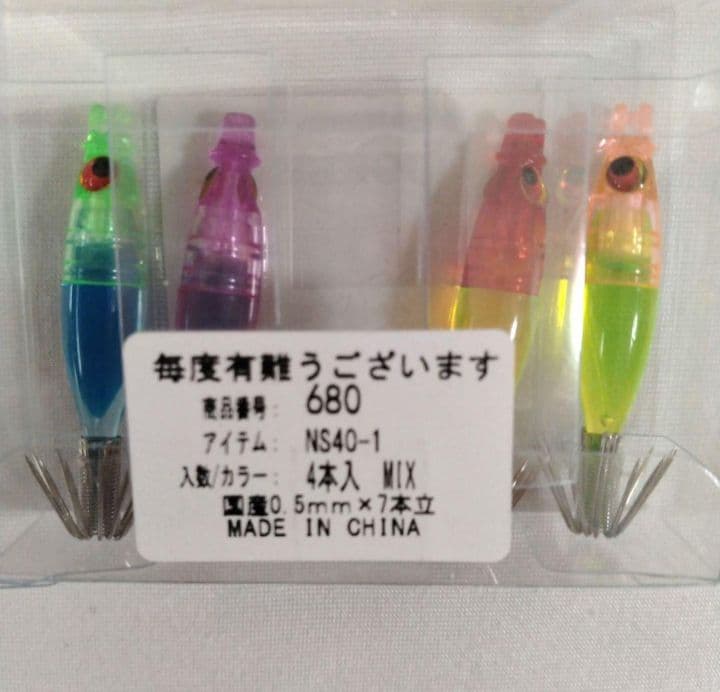 毎度有難うございます
商品番号: 680
アイテム: NS40-1
入数/カラー: 4本入 MIX
国産0.5mm×7本立
MADE IN CHINA